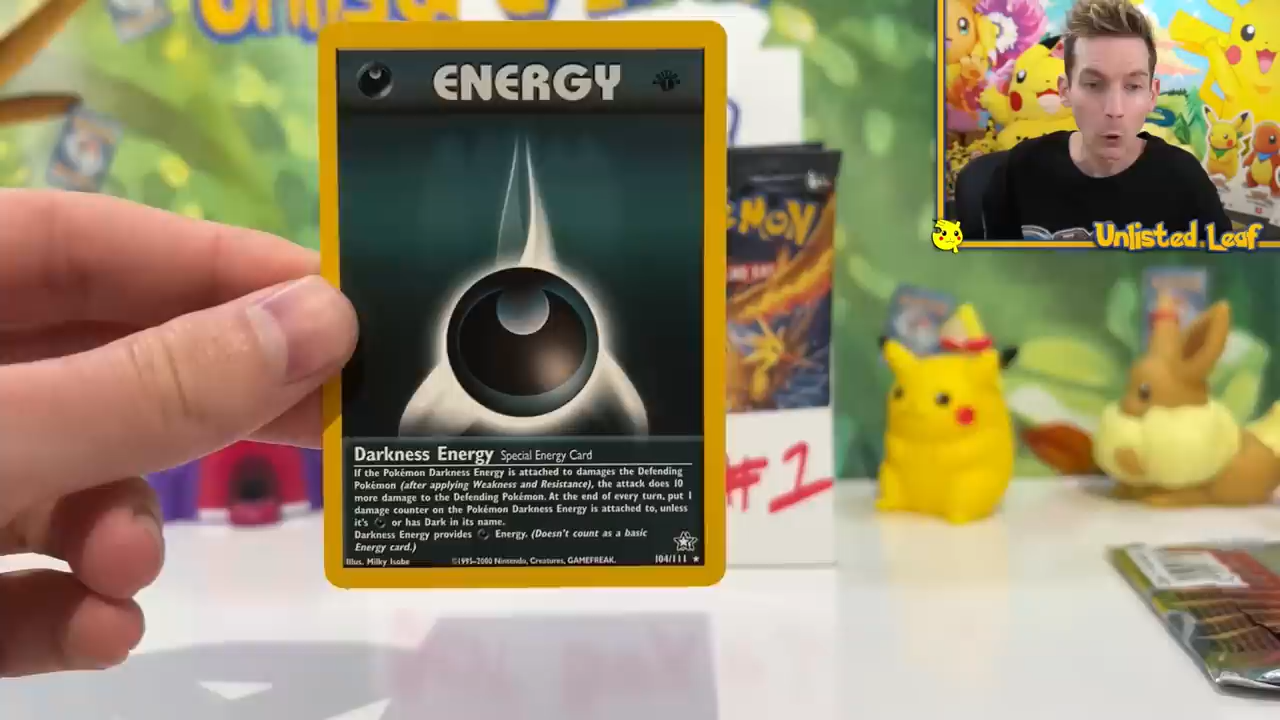 Unlisted
ENERGY
1
Darkness Energy Special Energy Card
If the Pokémon Darkness Energy is attached to damages the Defending
Pokémon (after applying Weakness and Resistance), the attack does 10
more damage to the Defending Pokémon. At the end of every turn, put 1
damage counter on the Pokémon Darkness Energy is attached to, unless
it's or has Dark in its name.
Darkness Energy provides Energy. (Doesn't count as a basic
Energy card.)
Illus. Milky Isobe ©1995-2000 Nintendo, Creatures, GAMEFREAK. 104/111 ★
#1
Unlisted Leaf